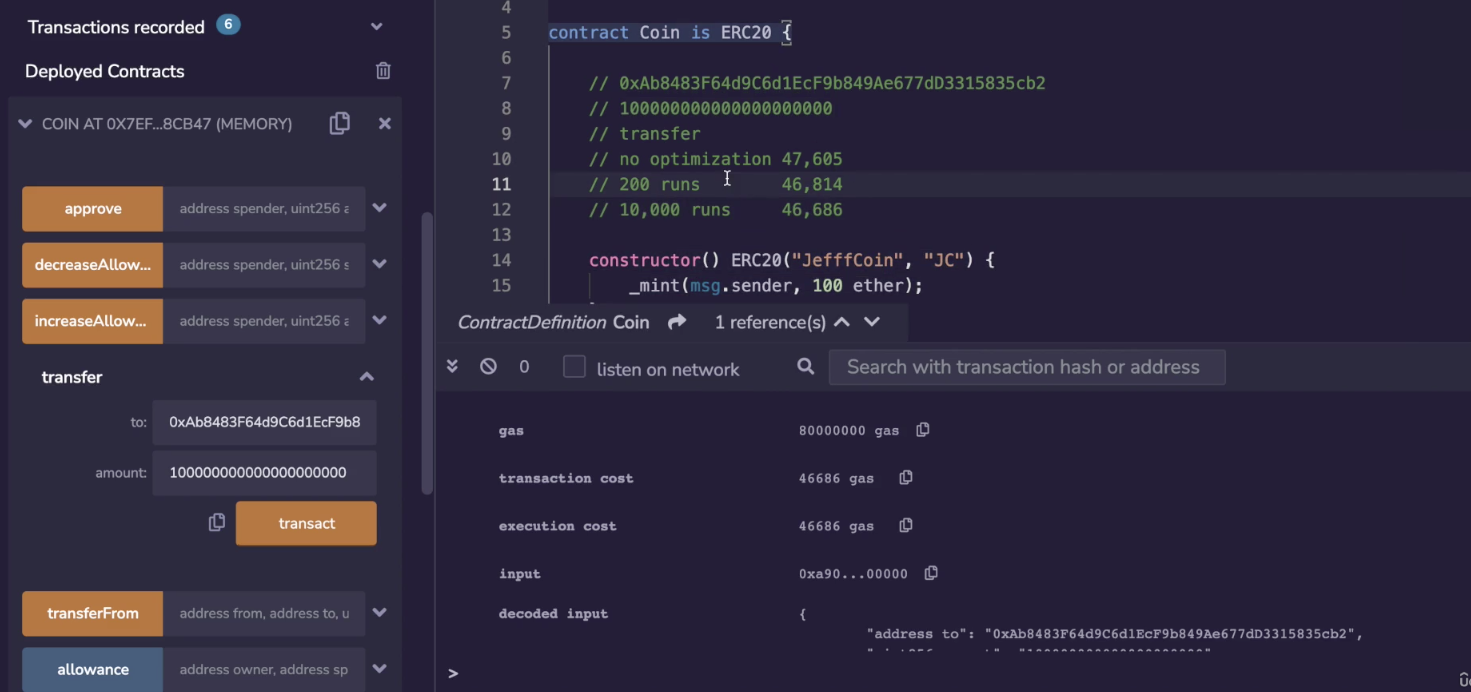 Transactions recorded 6
Deployed Contracts
COIN AT 0X7EF...8CB47 (MEMORY)
approve address spender, uint256 a
decreaseAllow... address spender, uint256 s
increaseAllow... address spender, uint256 a
transfer
to: 0xAb8483F64d9C6d1EcF9b8
amount: 100000000000000000000
transact
transferFrom address from, address to, u
allowance address owner, address sp
4
5 contract Coin is ERC20 {
6
7 // 0xAb8483F64d9C6d1EcF9b849Ae677dD3315835cb2
8 // 100000000000000000000
9 // transfer
10 // no optimization 47,605
11 // 200 runs 46,814
12 // 10,000 runs 46,686
13
14 constructor() ERC20("JefffCoin", "JC") {
15 _mint(msg.sender, 100 ether);
ContractDefinition Coin 1 reference(s)
0 listen on network Search with transaction hash or address
gas 80000000 gas
transaction cost 46686 gas
execution cost 46686 gas
input 0xa90...00000
decoded input {
"address to": "0xAb8483F64d9C6d1EcF9b849Ae677dD3315835cb2",
>